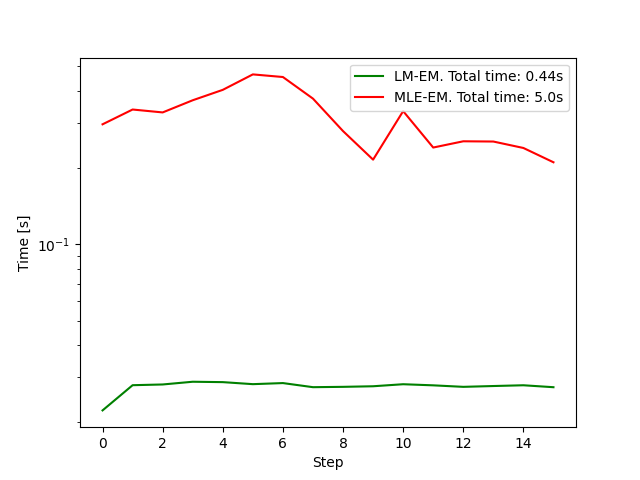 LM-EM. Total time: 0.44s
MLE-EM. Total time: 5.0s
Time [s]
10⁻¹
0 2 4 6 8 10 12 14
Step